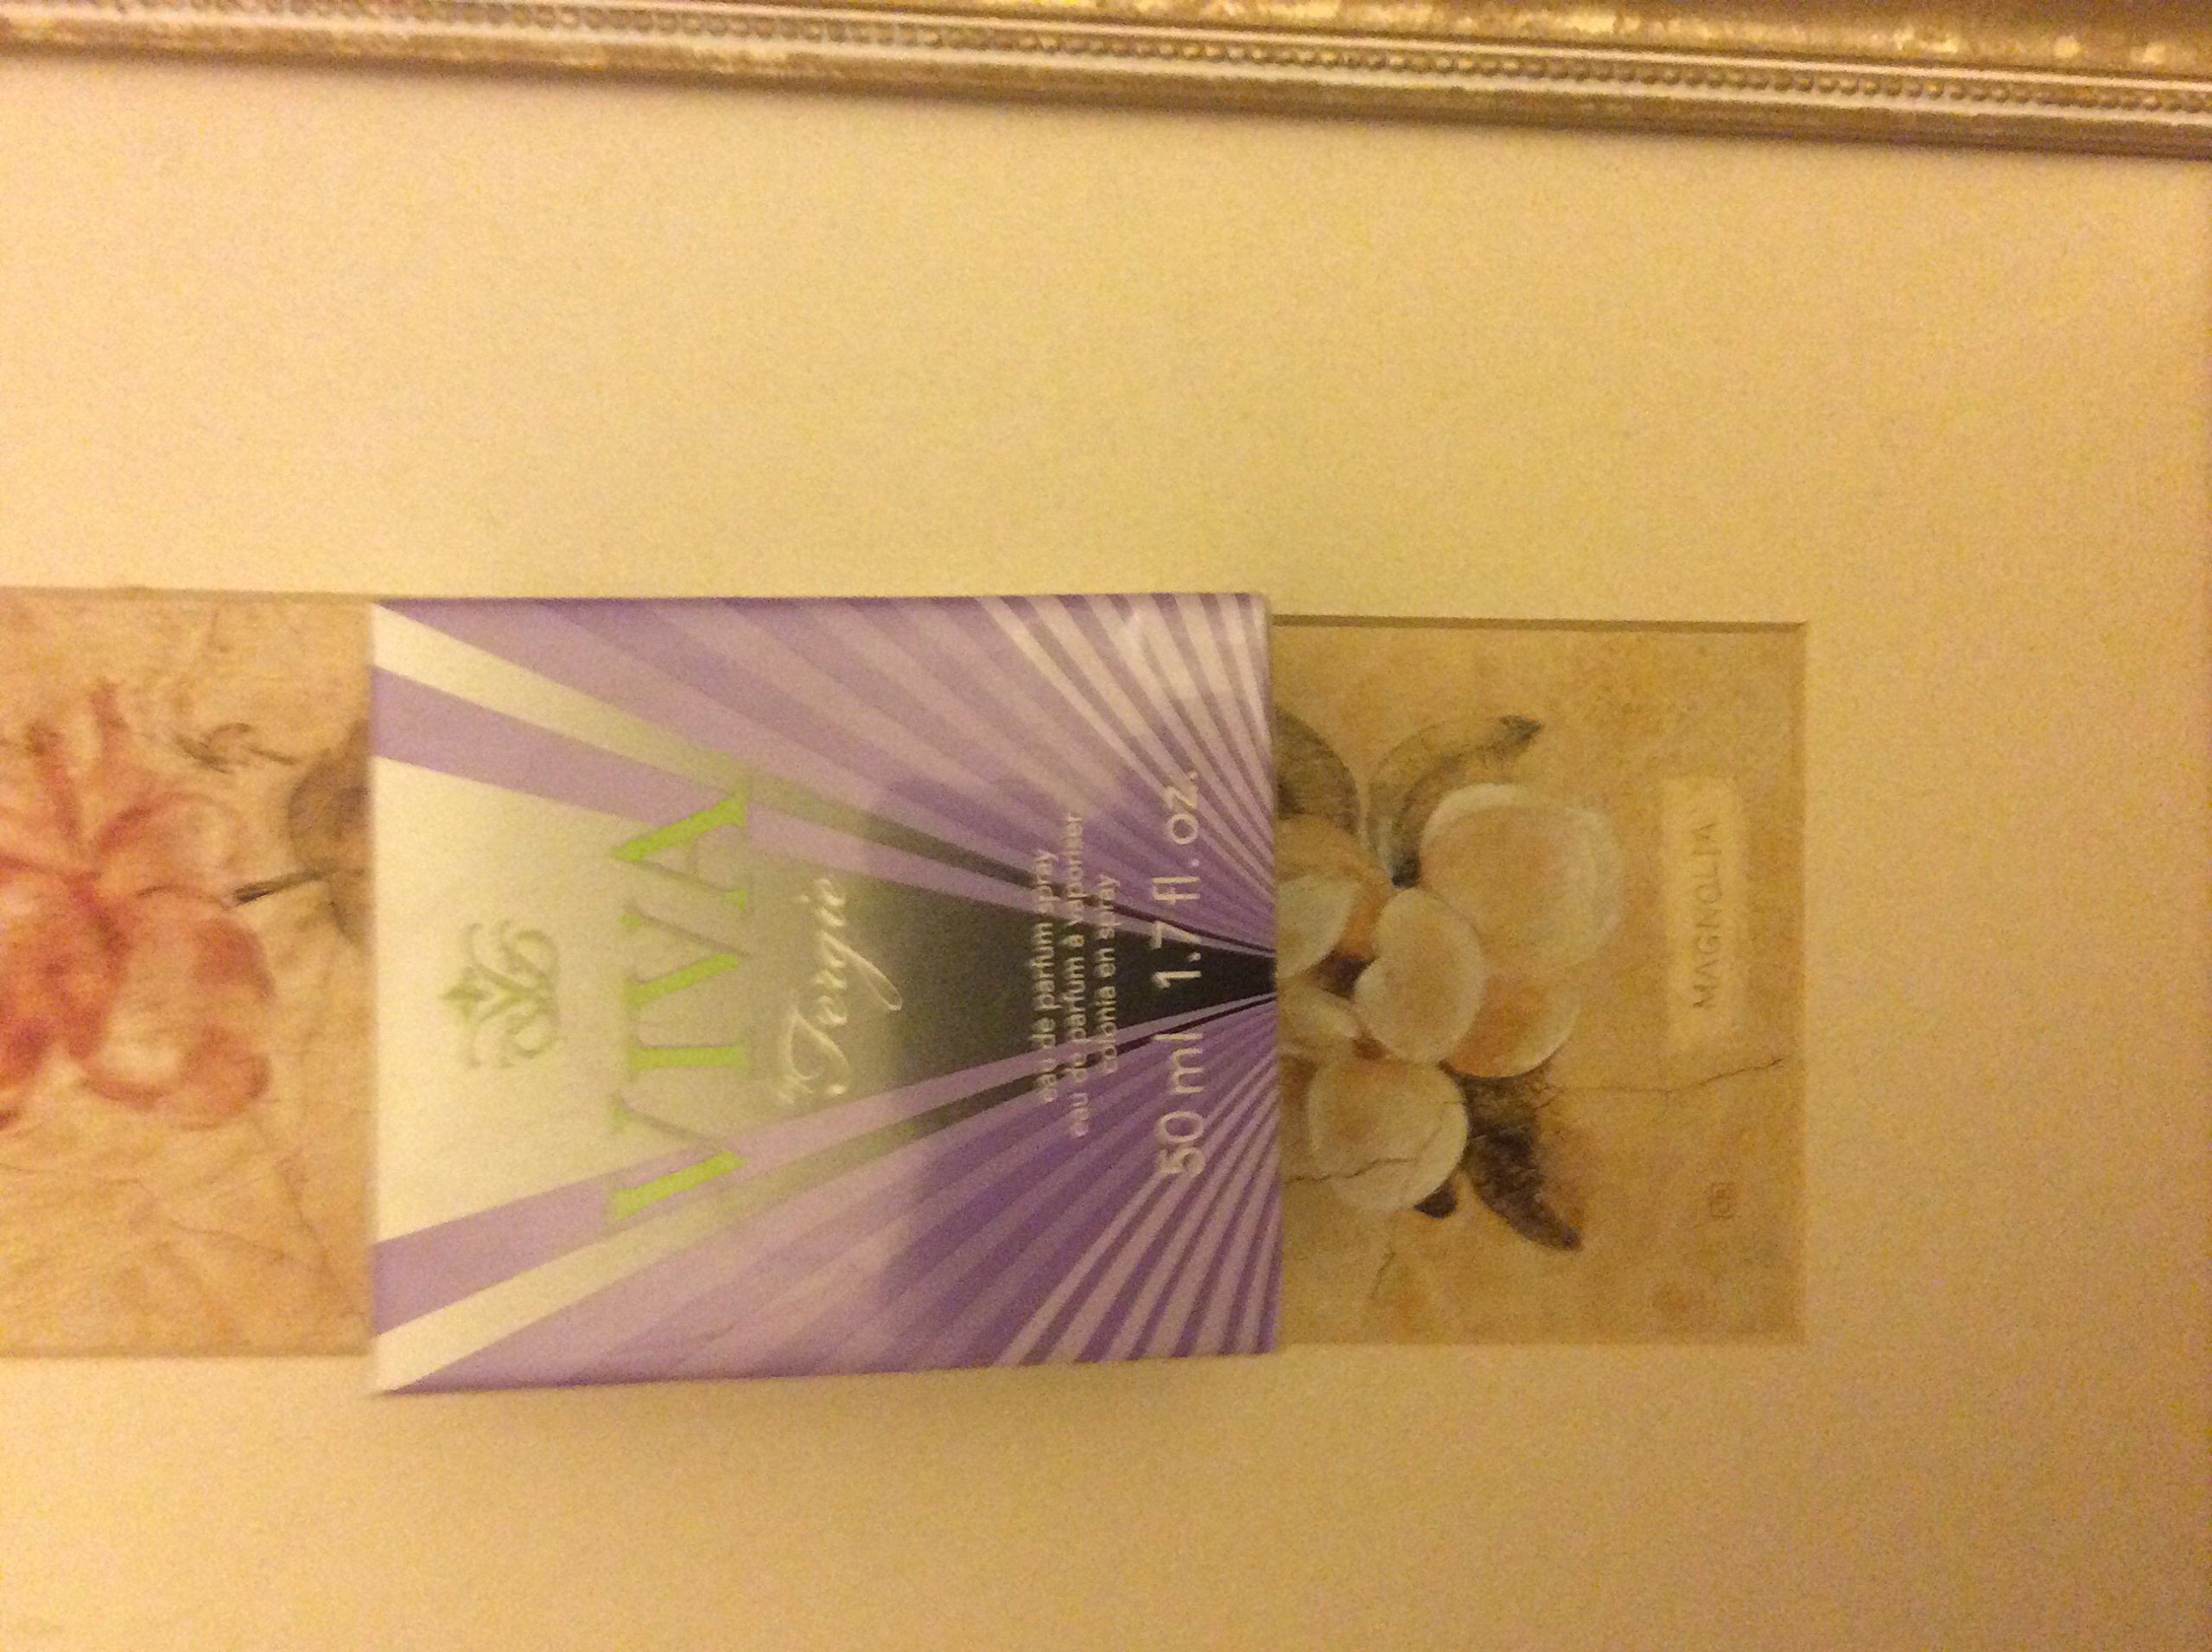 VIVA
by Fergie
eau de parfum spray
eau de parfum à vaporiser
colonia en spray
50 ml 1.7 fl. oz.
MAGNOLIA